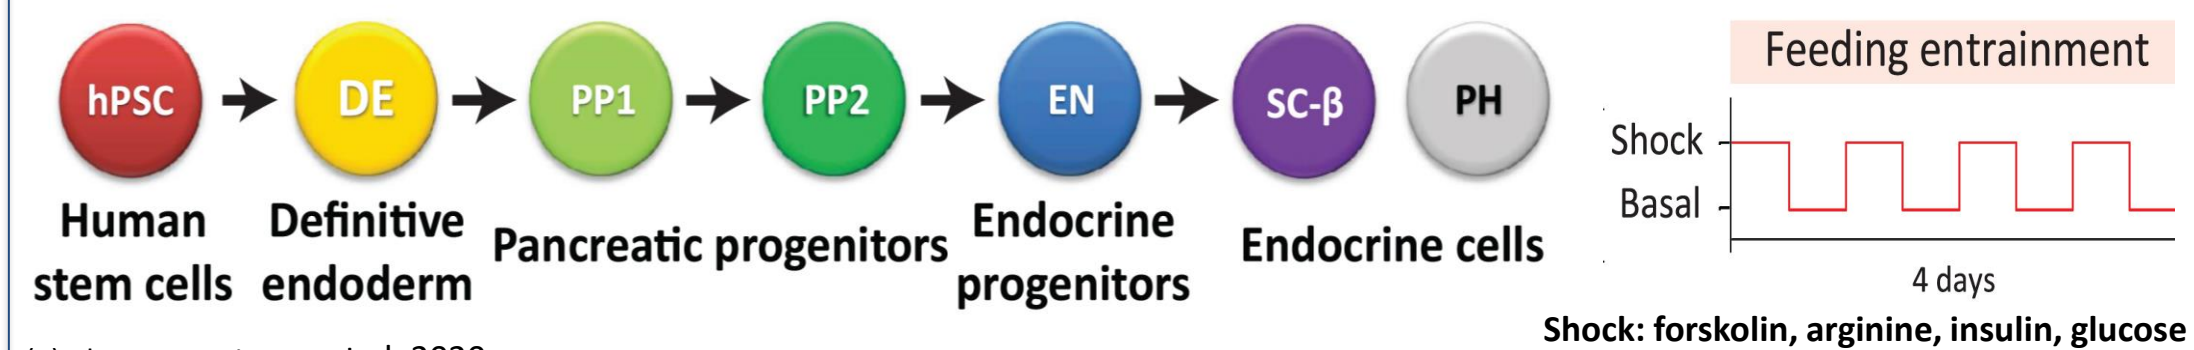 hPSC
DE
PP1
PP2
EN
SC-β
PH
Human
stem cells
Definitive
endoderm
Pancreatic progenitors
Endocrine
progenitors
Endocrine cells
Feeding entrainment
Shock
Basal
4 days
Shock: forskolin, arginine, insulin, glucose
2020